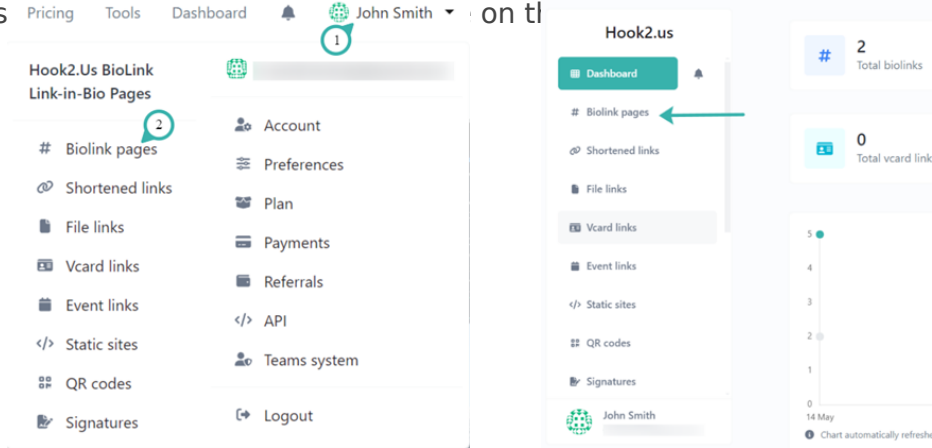 s
Pricing Tools Dashboard John Smith
1
Hook2.Us BioLink
Link-in-Bio Pages
2
# Biolink pages
Shortened links
File links
Vcard links
Event links
</> Static sites
QR codes
Signatures
Account
Preferences
Plan
Payments
Referrals
</> API
Teams system
Logout
on th
Hook2.us
Dashboard
# Biolink pages
Shortened links
File links
Vcard links
Event links
</> Static sites
QR codes
Signatures
John Smith
# 2
Total biolinks
0
Total vcard link
5
4
3
2
1
0
14 May
Chart automatically refreshe